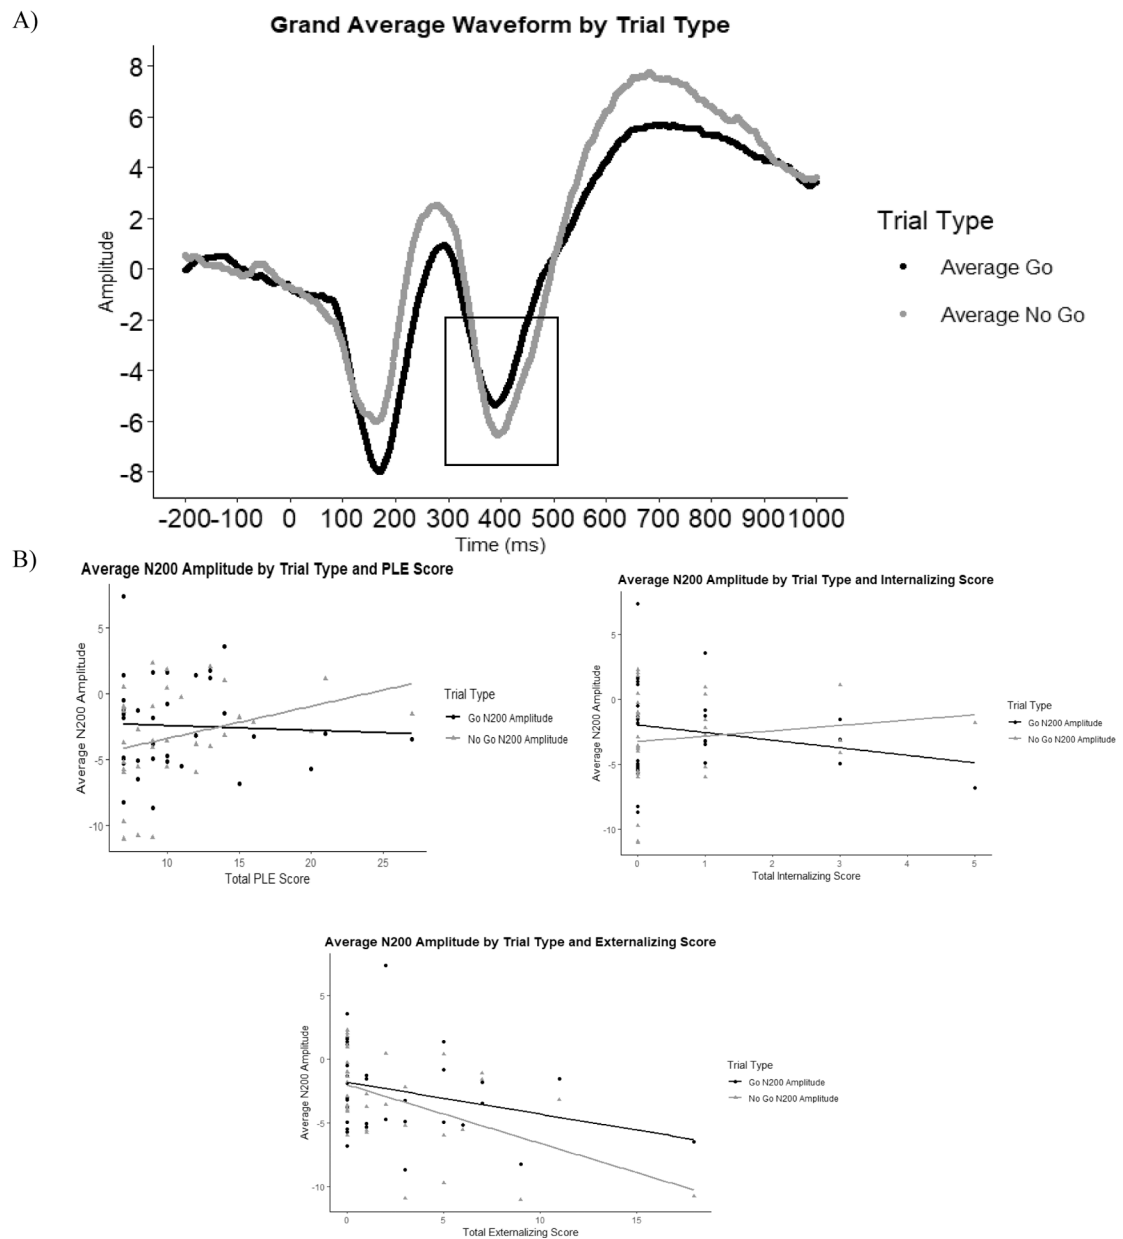 A)
Grand Average Waveform by Trial Type
8
6
4
2
0
-2
-4
-6
-8
Amplitude
-200 -100 0 100 200 300 400 500 600 700 800 900 1000
Time (ms)
Trial Type
Average Go
Average No Go
B)
Average N200 Amplitude by Trial Type and PLE Score
5
0
-5
-10
Average N200 Amplitude
10 15 20 25
Total PLE Score
Trial Type
Go N200 Amplitude
No Go N200 Amplitude
Average N200 Amplitude by Trial Type and Internalizing Score
5
0
-5
-10
Average N200 Amplitude
0 1 2 3 4 5
Total Internalizing Score
Trial Type
Go N200 Amplitude
No Go N200 Amplitude
Average N200 Amplitude by Trial Type and Externalizing Score
5
0
-5
-10
Average N200 Amplitude
0 5 10 15
Total Externalizing Score
Trial Type
Go N200 Amplitude
No Go N200 Amplitude